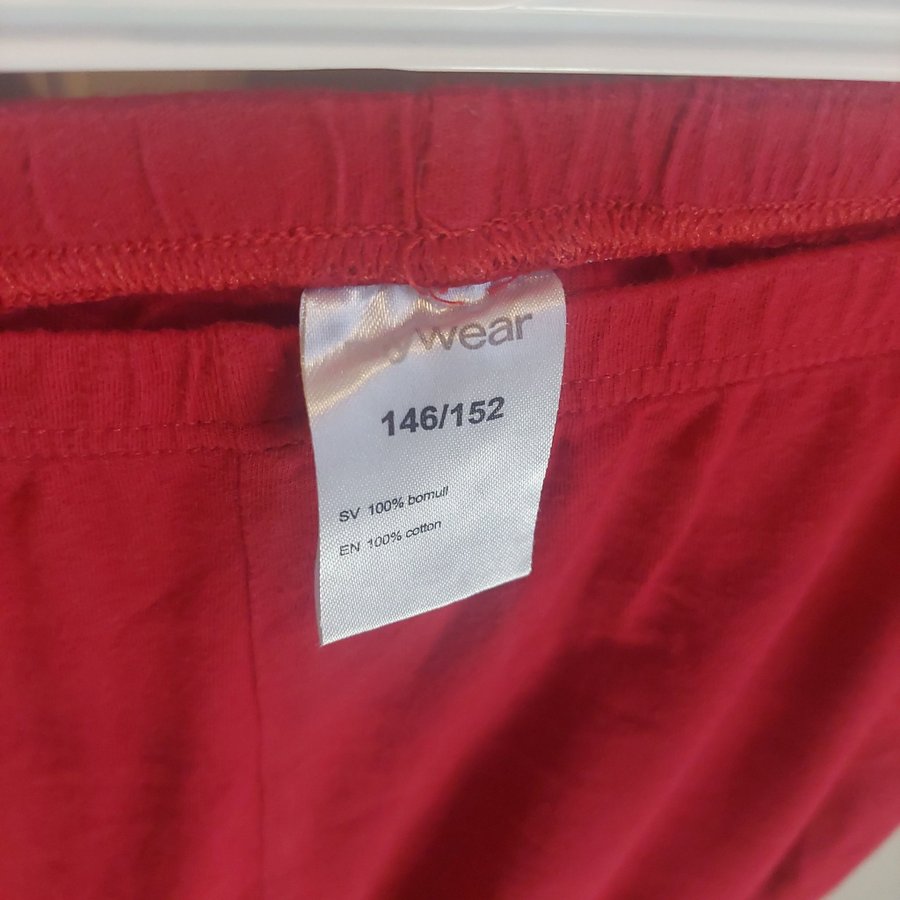 wear
146/152
SV 100% bomull
EN 100% cotton